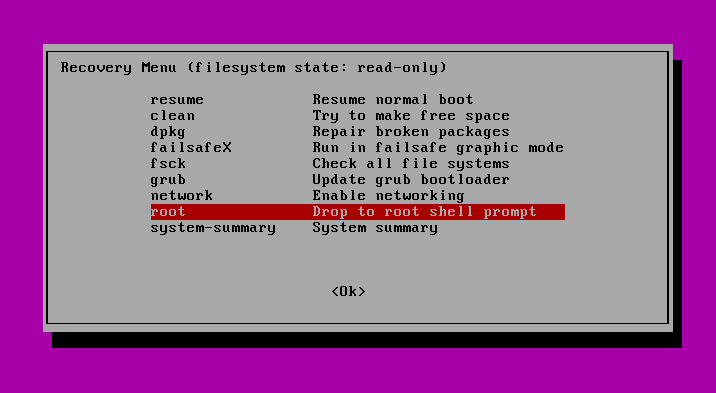 Recovery Menu (filesystem state: read-only)
resume Resume normal boot
clean Try to make free space
dpkg Repair broken packages
failsafeX Run in failsafe graphic mode
fsck Check all file systems
grub Update grub bootloader
network Enable networking
root Drop to root shell prompt
system-summary System summary
<Ok>